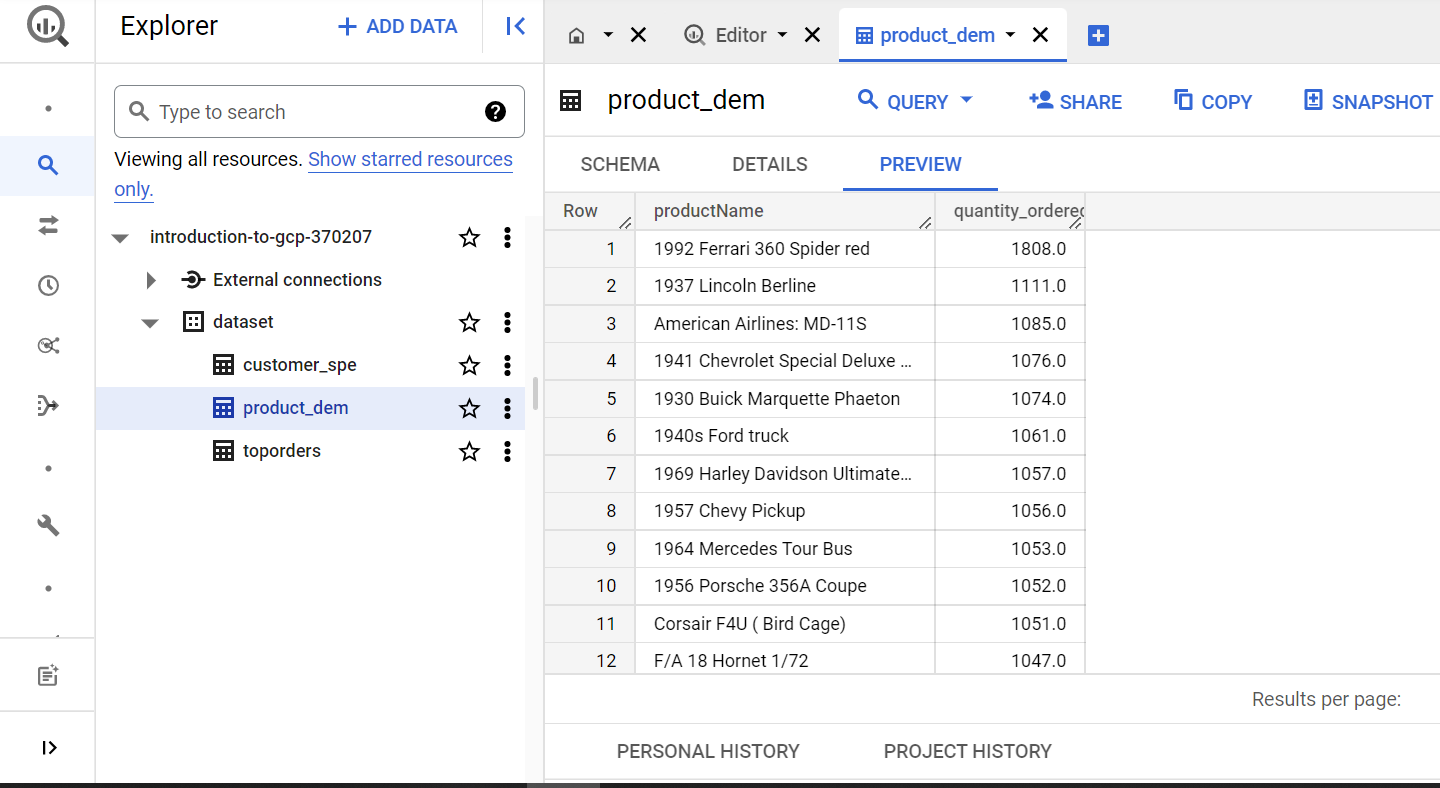 Explorer
ADD DATA
Type to search
Viewing all resources. Show starred resources
only.
introduction-to-gcp-370207
External connections
dataset
customer_spe
product_dem
toporders
Editor
product_dem
product_dem
QUERY
SHARE
COPY
SNAPSHOT
SCHEMA DETAILS PREVIEW
Row productName quantity_ordered
1 1992 Ferrari 360 Spider red 1808.0
2 1937 Lincoln Berline 1111.0
3 American Airlines: MD-11S 1085.0
4 1941 Chevrolet Special Deluxe ... 1076.0
5 1930 Buick Marquette Phaeton 1074.0
6 1940s Ford truck 1061.0
7 1969 Harley Davidson Ultimate... 1057.0
8 1957 Chevy Pickup 1056.0
9 1964 Mercedes Tour Bus 1053.0
10 1956 Porsche 356A Coupe 1052.0
11 Corsair F4U ( Bird Cage) 1051.0
12 F/A 18 Hornet 1/72 1047.0
Results per page:
PERSONAL HISTORY PROJECT HISTORY